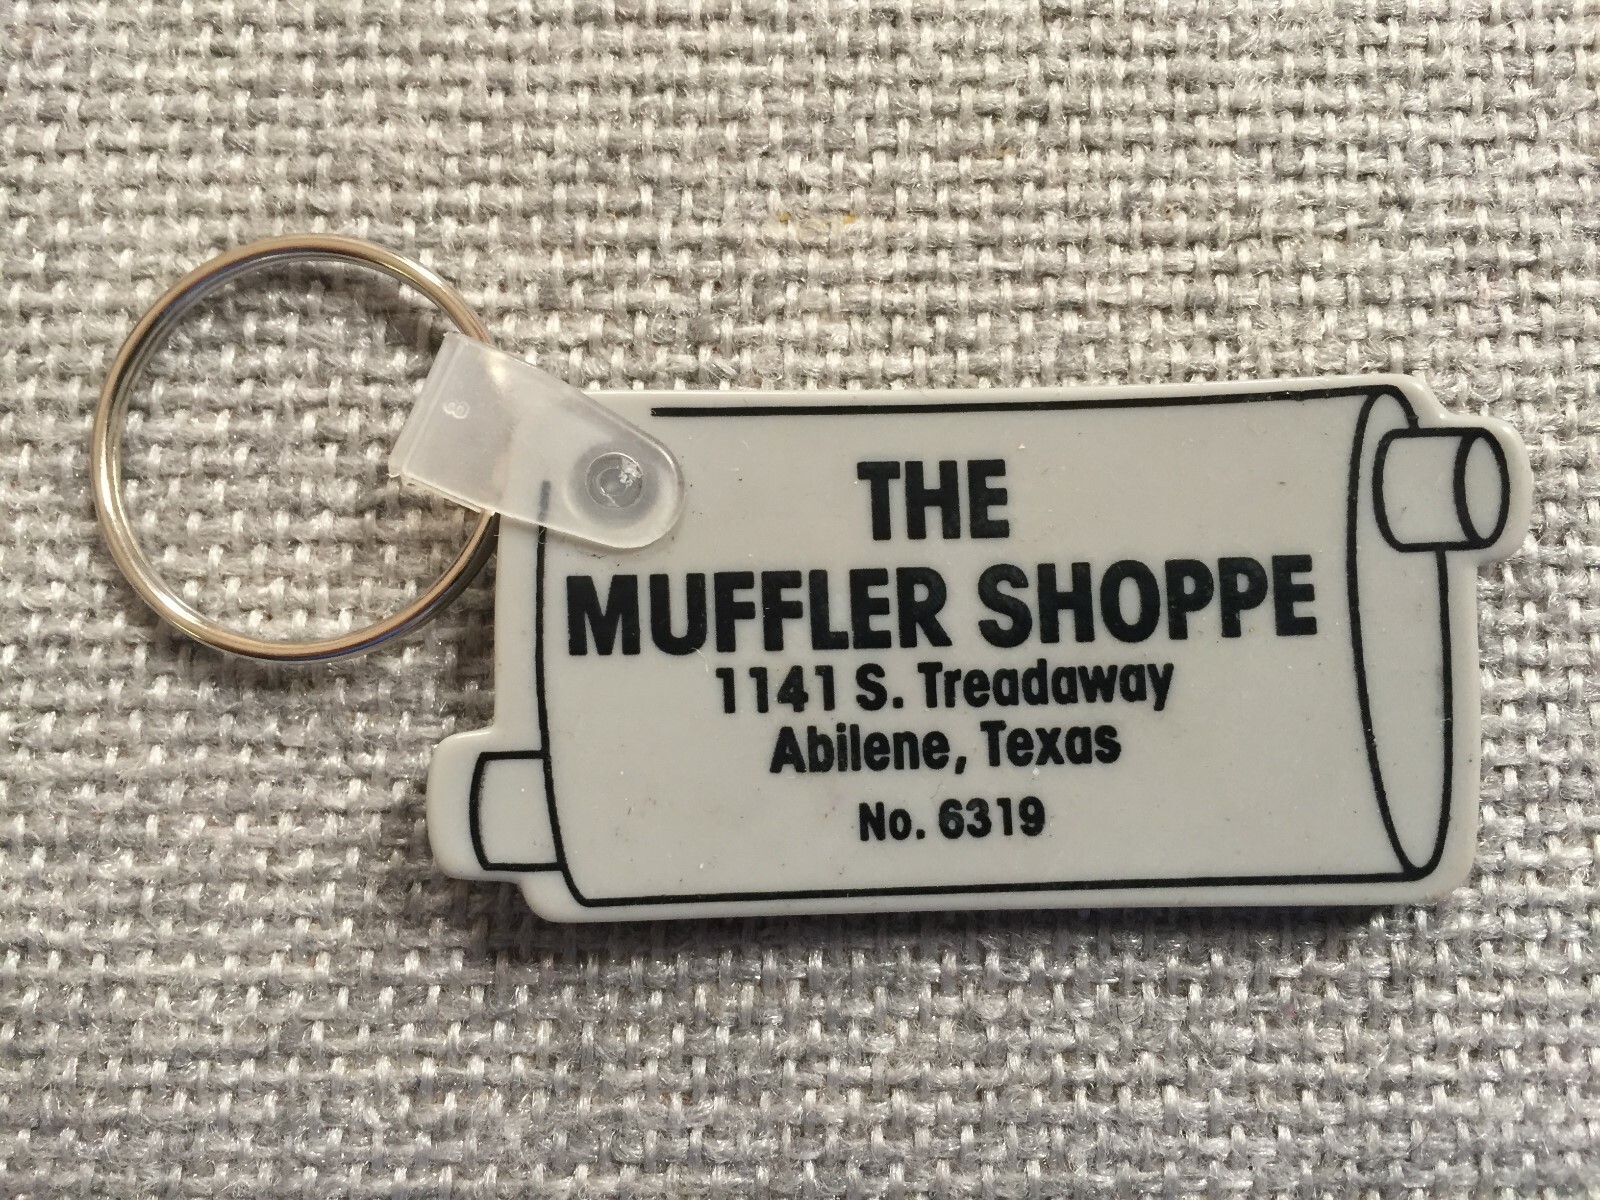 THE
MUFFLER SHOPPE
1141 S. Treadaway
Abilene, Texas
No. 6319